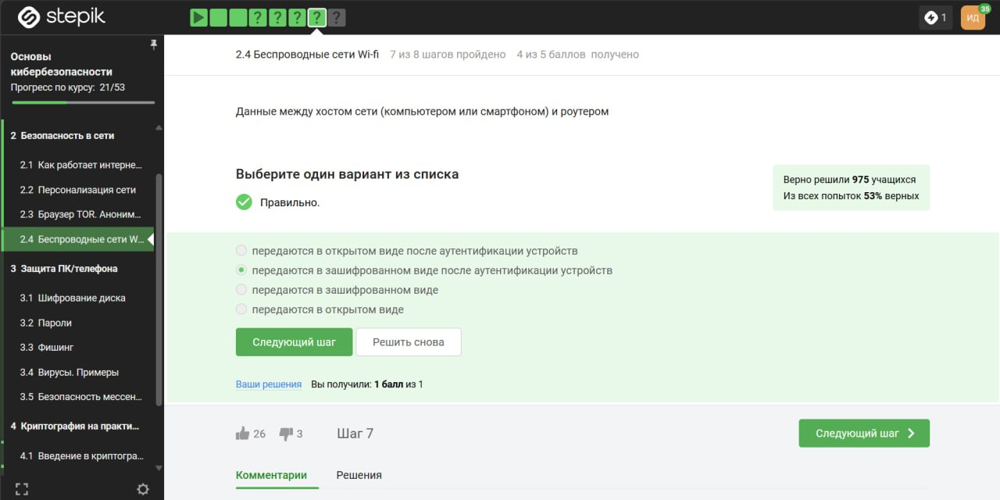 stepik
? ? ? ? ?
1
ИД
35
Основы
кибербезопасности
Прогресс по курсу: 21/53
2 Безопасность в сети
2.1 Как работает интерне...
2.2 Персонализация сети
2.3 Браузер TOR. Аноним...
2.4 Беспроводные сети W...
3 Защита ПК/телефона
3.1 Шифрование диска
3.2 Пароли
3.3 Фишинг
3.4 Вирусы. Примеры
3.5 Безопасность мессен...
4 Криптография на практи...
4.1 Введение в криптогра...
2.4 Беспроводные сети Wi-fi 7 из 8 шагов пройдено 4 из 5 баллов получено
Данные между хостом сети (компьютером или смартфоном) и роутером
Выберите один вариант из списка
Правильно.
Верно решили 975 учащихся
Из всех попыток 53% верных
передаются в открытом виде после аутентификации устройств
передаются в зашифрованном виде после аутентификации устройств
передаются в зашифрованном виде
передаются в открытом виде
Следующий шаг Решить снова
Ваши решения Вы получили: 1 балл из 1
26 3 Шаг 7 Следующий шаг
Комментарии Решения